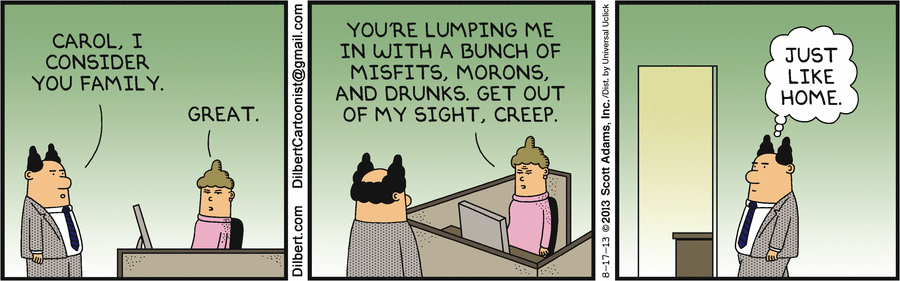 CAROL, I
CONSIDER
YOU FAMILY.
GREAT.
Dilbert.com DilbertCartoonist@gmail.com
YOU'RE LUMPING ME
IN WITH A BUNCH OF
MISFITS, MORONS,
AND DRUNKS. GET OUT
OF MY SIGHT, CREEP.
8-17-13 © 2013 Scott Adams, Inc. /Dist. by Universal Uclick
JUST
LIKE
HOME.